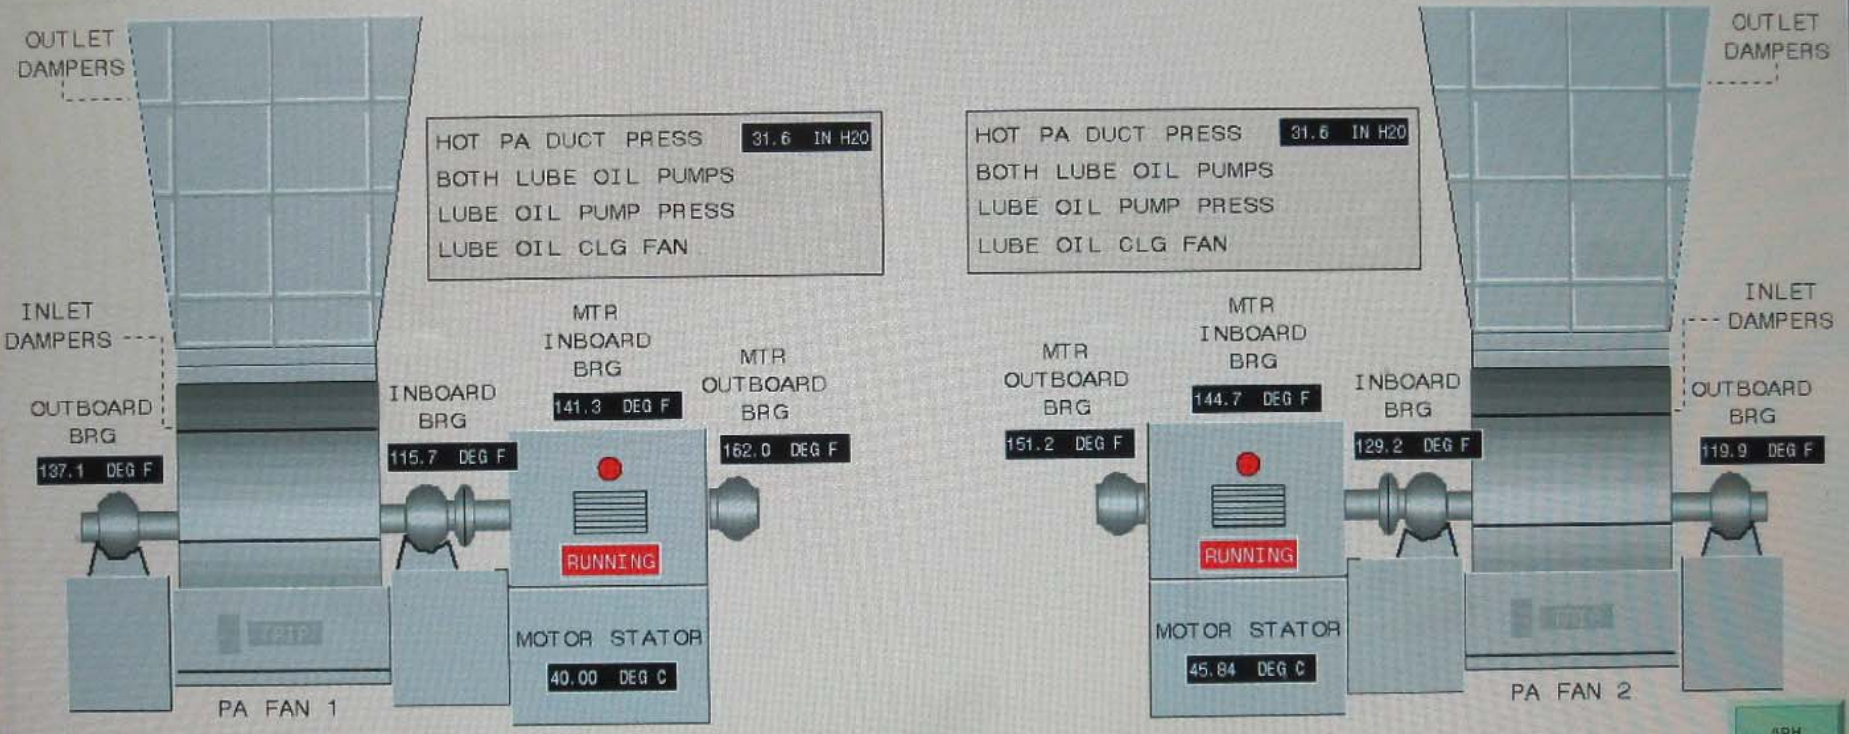 OUTLET
DAMPERS
OUTLET
DAMPERS
HOT PA DUCT PRESS 31.6 IN H2O
BOTH LUBE OIL PUMPS
LUBE OIL PUMP PRESS
LUBE OIL CLG FAN
HOT PA DUCT PRESS 31.6 IN H2O
BOTH LUBE OIL PUMPS
LUBE OIL PUMP PRESS
LUBE OIL CLG FAN
INLET
DAMPERS
OUTBOARD
BRG
137.1 DEG F
INBOARD
BRG
115.7 DEG F
MTR
INBOARD
BRG
141.3 DEG F
MTR
OUTBOARD
BRG
162.0 DEG F
RUNNING
MOTOR STATOR
40.00 DEG C
PA FAN 1
MTR
OUTBOARD
BRG
151.2 DEG F
MTR
INBOARD
BRG
144.7 DEG F
INBOARD
BRG
129.2 DEG F
INLET
DAMPERS
OUTBOARD
BRG
119.9 DEG F
RUNNING
MOTOR STATOR
45.84 DEG C
PA FAN 2